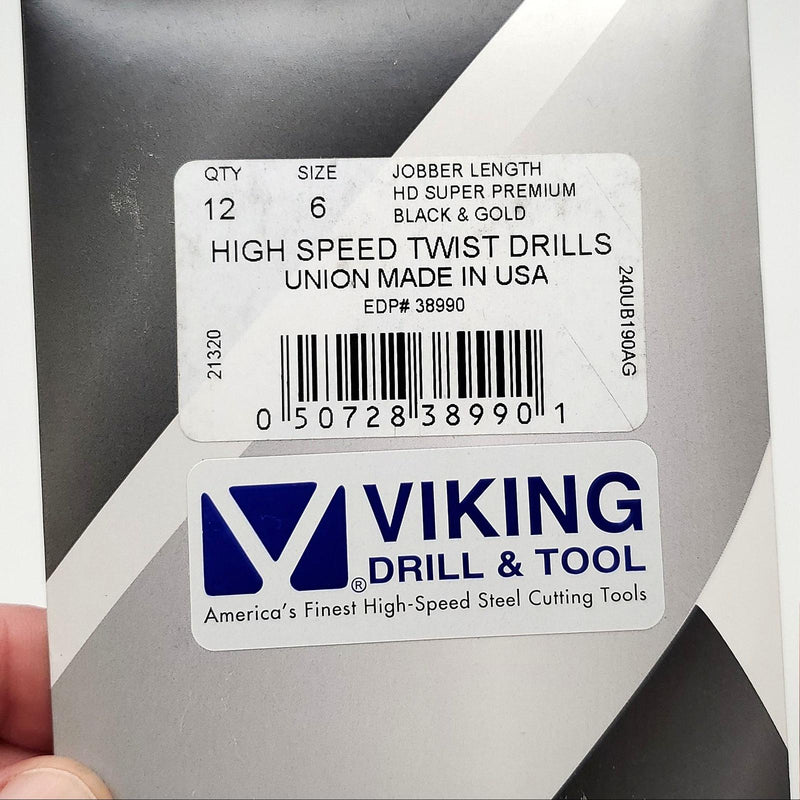 QTY SIZE JOBBER LENGTH
HD SUPER PREMIUM
12 6 BLACK & GOLD
HIGH SPEED TWIST DRILLS
UNION MADE IN USA
EDP# 38990
21320
240UB190AG
0 50728 38990 1
VIKING
DRILL & TOOL
®
America's Finest High-Speed Steel Cutting Tools